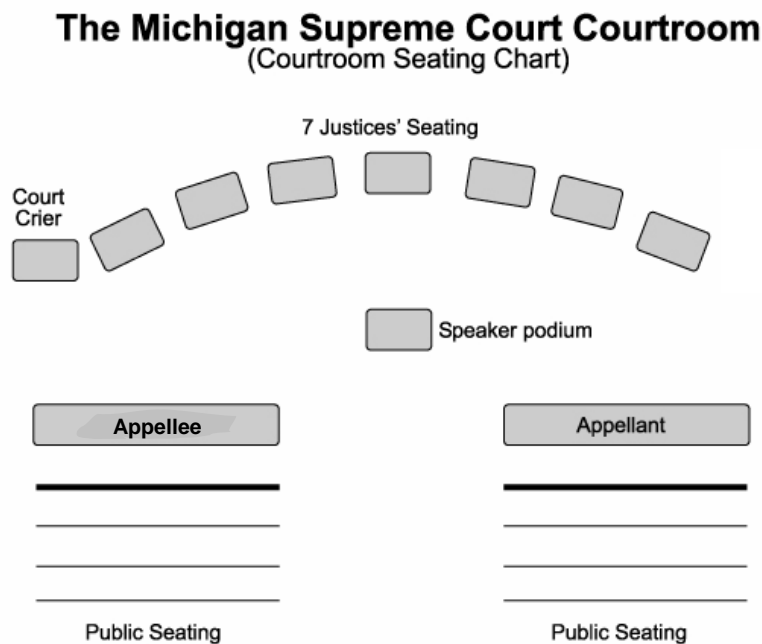 The Michigan Supreme Court Courtroom
(Courtroom Seating Chart)
7 Justices' Seating
Court
Crier
Speaker podium
Appellee
Appellant
Public Seating
Public Seating